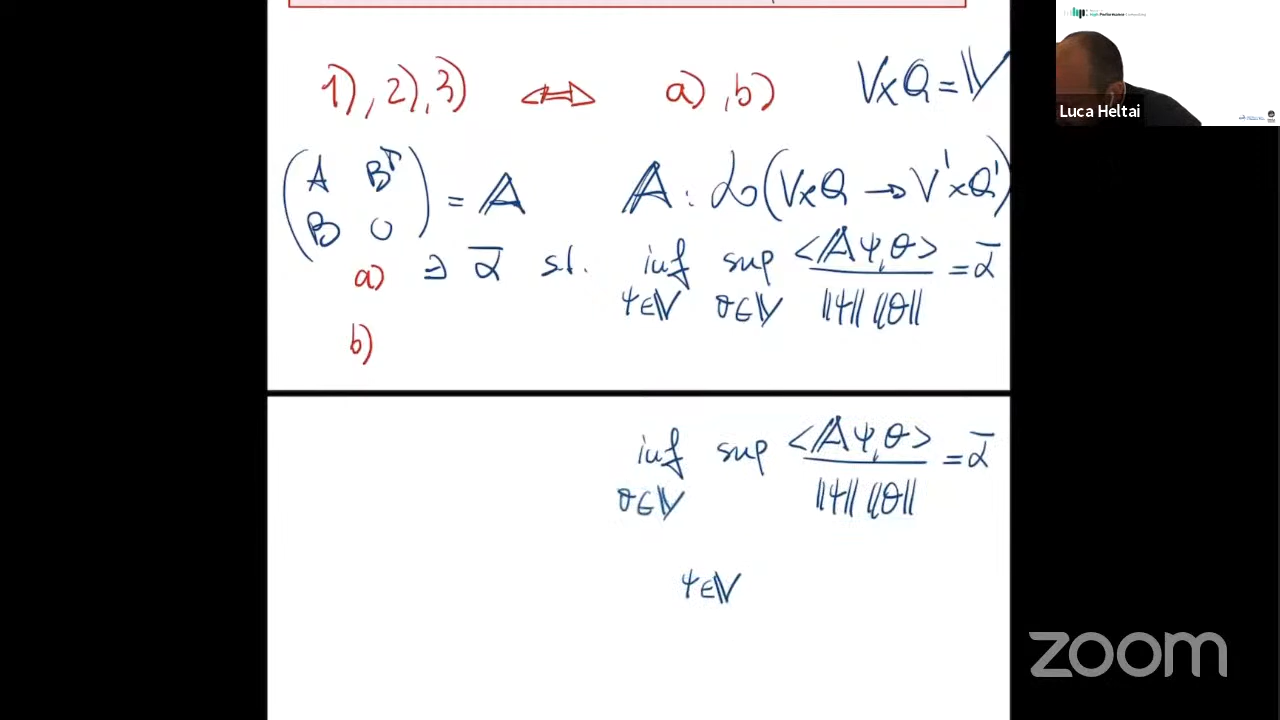 1), 2), 3) ⟺ a), b) V×Q = 𝕍
(A Bᵀ
B 0) = 𝔸 𝔸 : ℒ(V×Q → V'×Q')
a) ∃ ᾱ s.t. inf sup <𝔸ψ, θ> / ‖ψ‖ ‖θ‖ = ᾱ
ψ∈𝕍 θ∈𝕍
b)
inf sup <𝔸ψ, θ> / ‖ψ‖ ‖θ‖ = ᾱ
θ∈𝕍
ψ∈𝕍
Luca Heltai
zoom